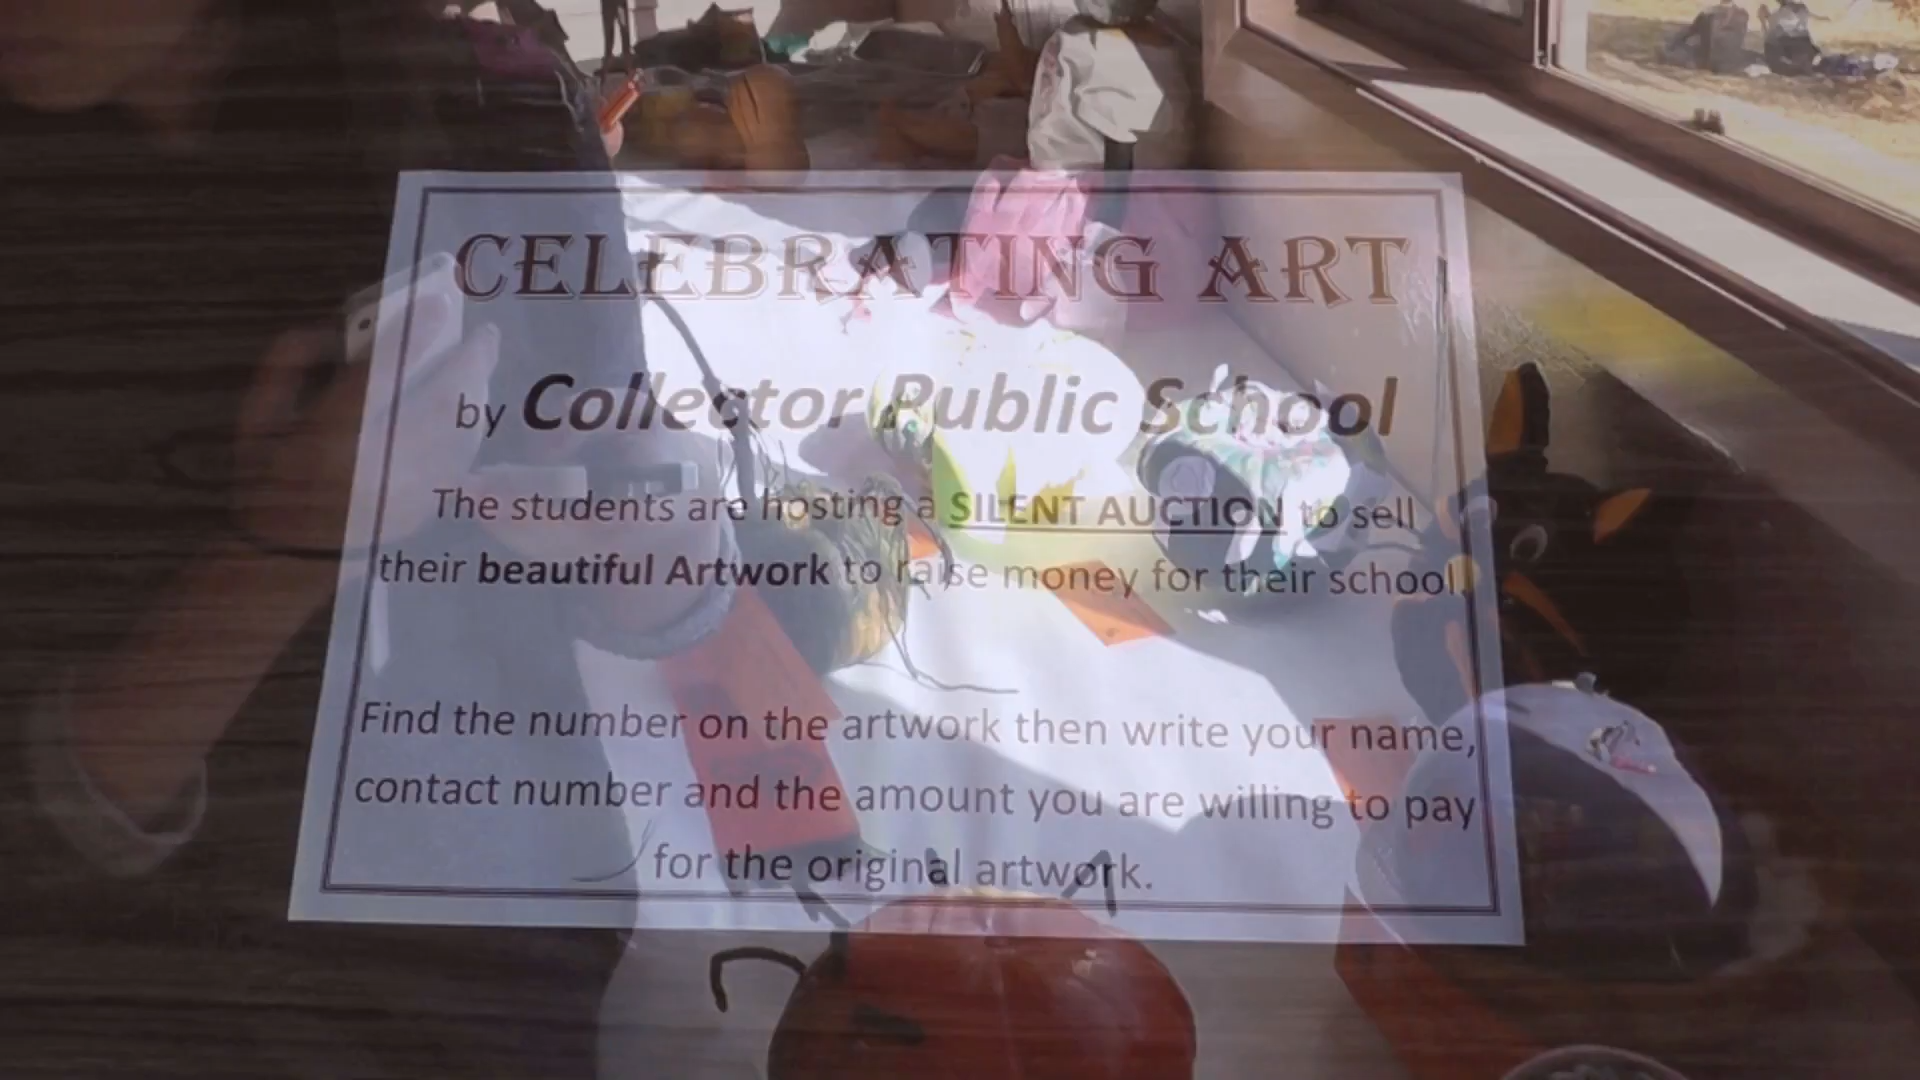 CELEBRATING ART
by Collector Public School
The students are hosting a SILENT AUCTION to sell
their beautiful Artwork to raise money for their school
Find the number on the artwork then write your name,
contact number and the amount you are willing to pay
for the original artwork.